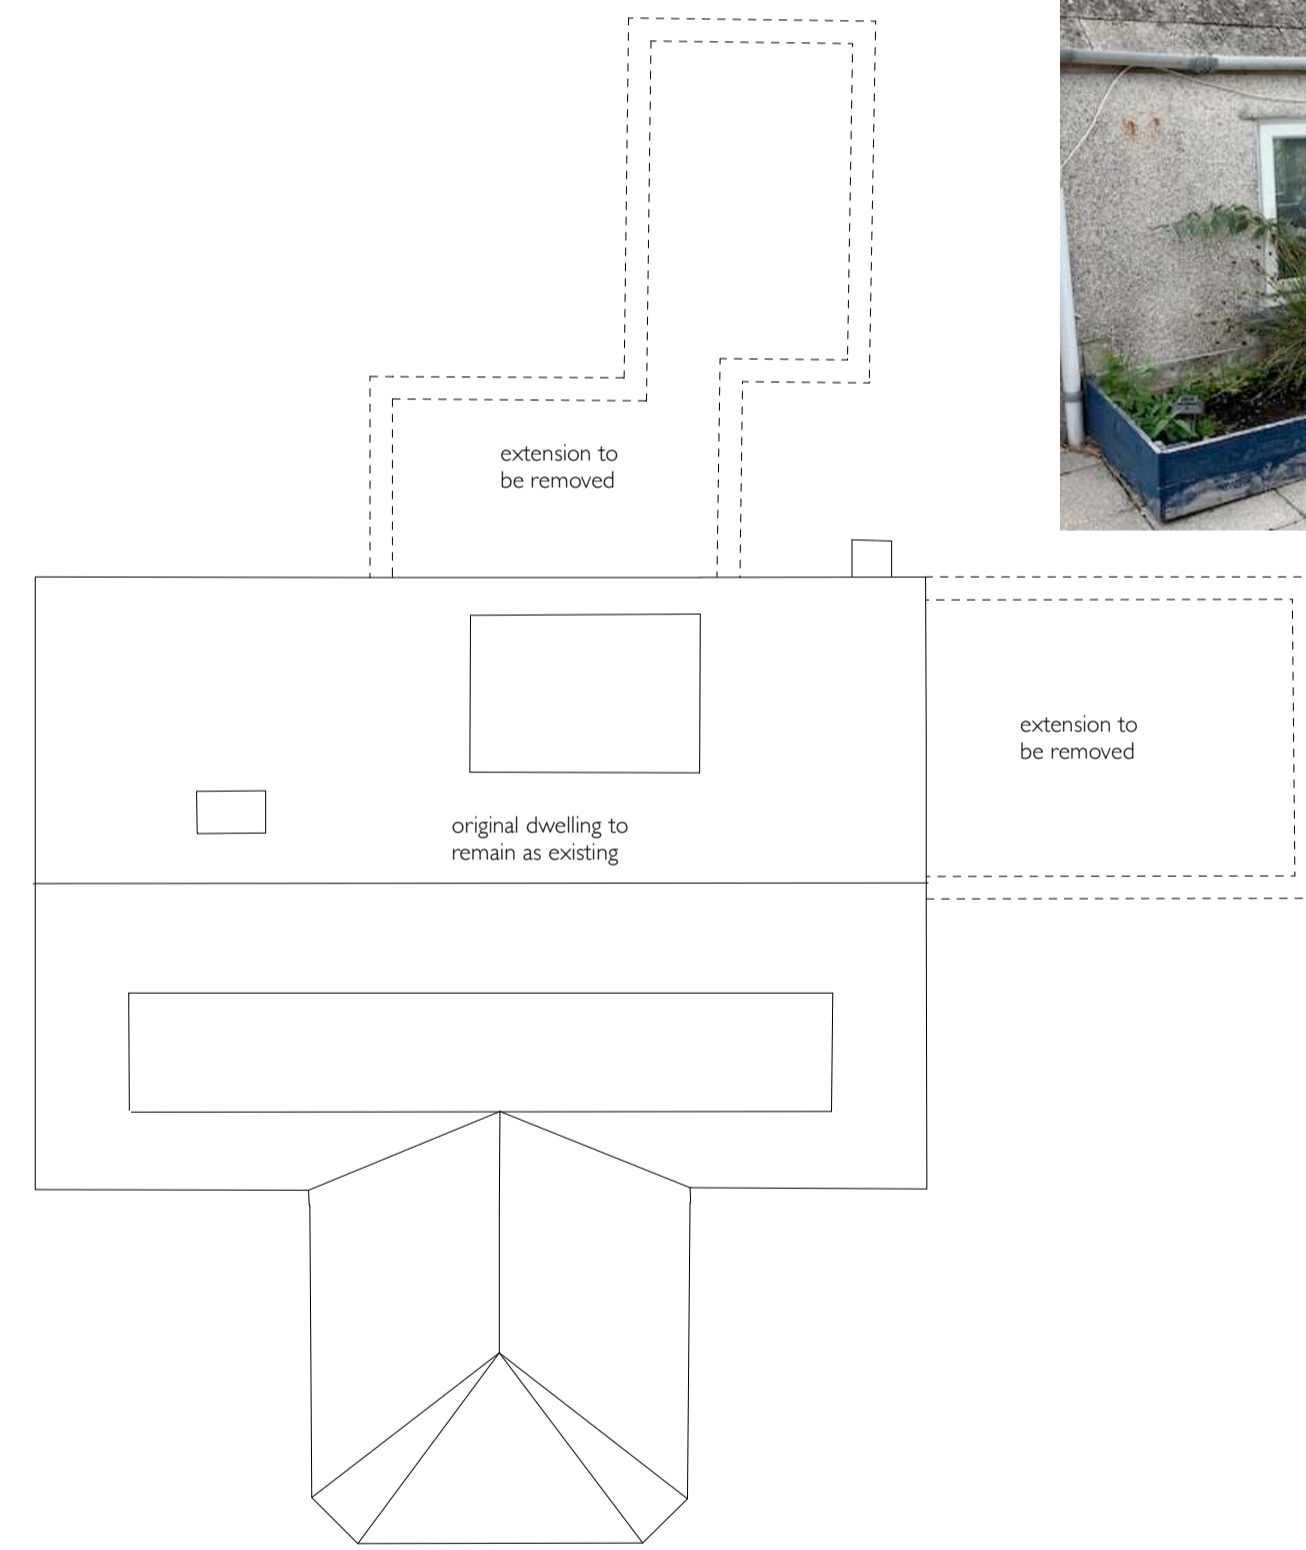 extension to
be removed
extension to
be removed
original dwelling to
remain as existing